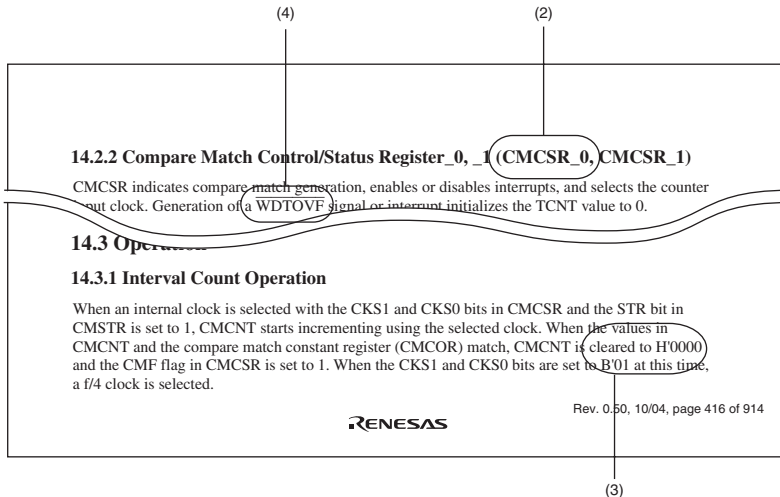 (4) (2)
14.2.2 Compare Match Control/Status Register_0, _1 (CMCSR_0, CMCSR_1)
CMCSR indicates compare match generation, enables or disables interrupts, and selects the counter
input clock. Generation of a WDTOVF signal or interrupt initializes the TCNT value to 0.
14.3 Operation
14.3.1 Interval Count Operation
When an internal clock is selected with the CKS1 and CKS0 bits in CMCSR and the STR bit in
CMSTR is set to 1, CMCNT starts incrementing using the selected clock. When the values in
CMCNT and the compare match constant register (CMCOR) match, CMCNT is cleared to H'0000
and the CMF flag in CMCSR is set to 1. When the CKS1 and CKS0 bits are set to B'01 at this time,
a f/4 clock is selected.
Rev. 0.50, 10/04, page 416 of 914
RENESAS
(3)